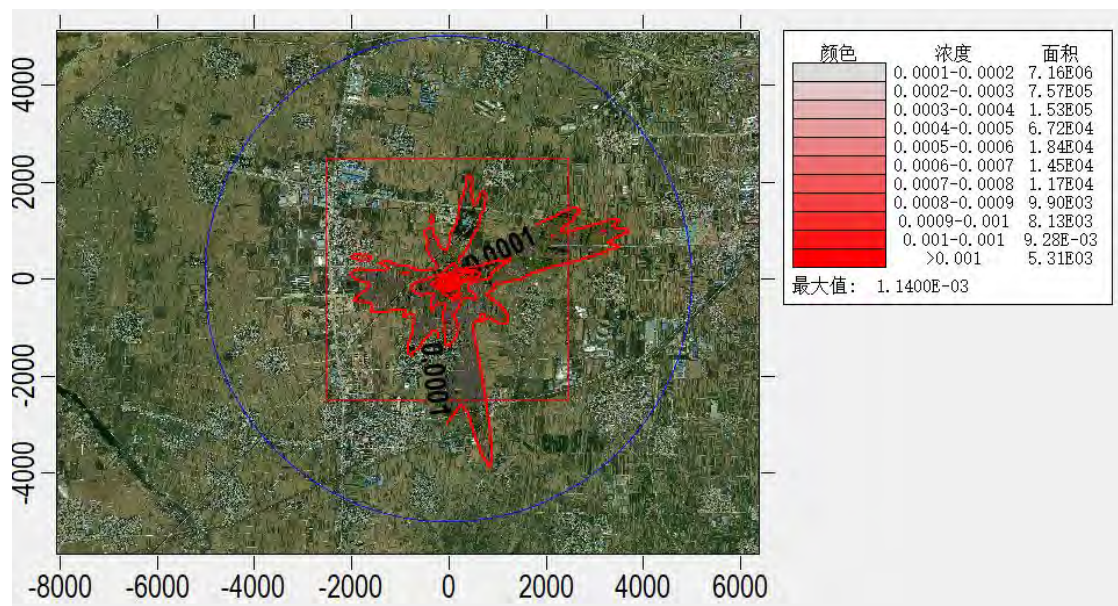 颜色 浓度 面积
0.0001-0.0002 7.16E06
0.0002-0.0003 7.57E05
0.0003-0.0004 1.53E05
0.0004-0.0005 6.72E04
0.0005-0.0006 1.84E04
0.0006-0.0007 1.45E04
0.0007-0.0008 1.17E04
0.0008-0.0009 9.90E03
0.0009-0.001 8.13E03
0.001-0.001 9.28E-03
>0.001 5.31E03
最大值: 1.1400E-03
4000
2000
0
-2000
-4000
0.0001
0.0001
-8000 -6000 -4000 -2000 0 2000 4000 6000